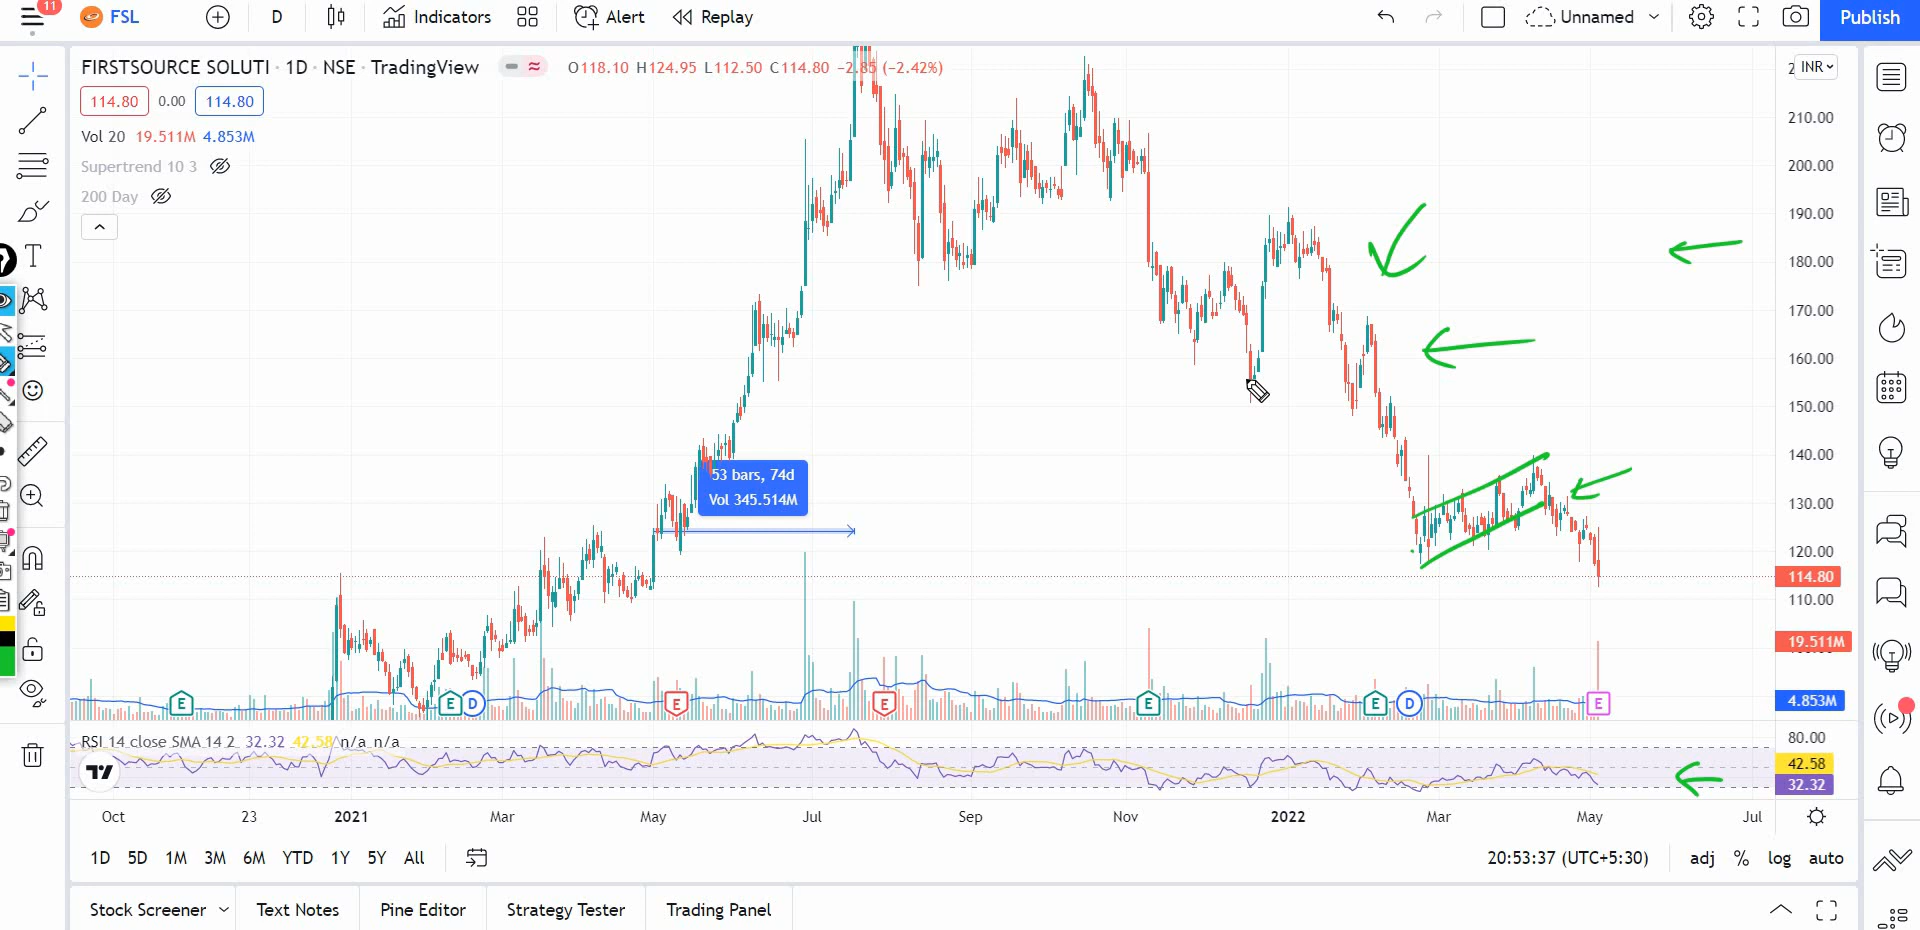 11
FSL
D
Indicators
Alert
Replay
Unnamed
Publish
FIRSTSOURCE SOLUTI · 1D · NSE · TradingView
O118.10 H124.95 L112.50 C114.80 −2.85 (−2.42%)
INR
114.80 0.00 114.80
Vol 20 19.511M 4.853M
Supertrend 10 3
200 Day
210.00
200.00
190.00
180.00
170.00
160.00
150.00
140.00
130.00
120.00
114.80
110.00
19.511M
4.853M
53 bars, 74d
Vol 345.514M
E
E D
E
E
E
E D
E
RSI 14 close SMA 14 2 32.32 42.58 n/a n/a
80.00
42.58
32.32
Oct 23 2021 Mar May Jul Sep Nov 2022 Mar May Jul
1D 5D 1M 3M 6M YTD 1Y 5Y All
20:53:37 (UTC+5:30) adj % log auto
Stock Screener Text Notes Pine Editor Strategy Tester Trading Panel